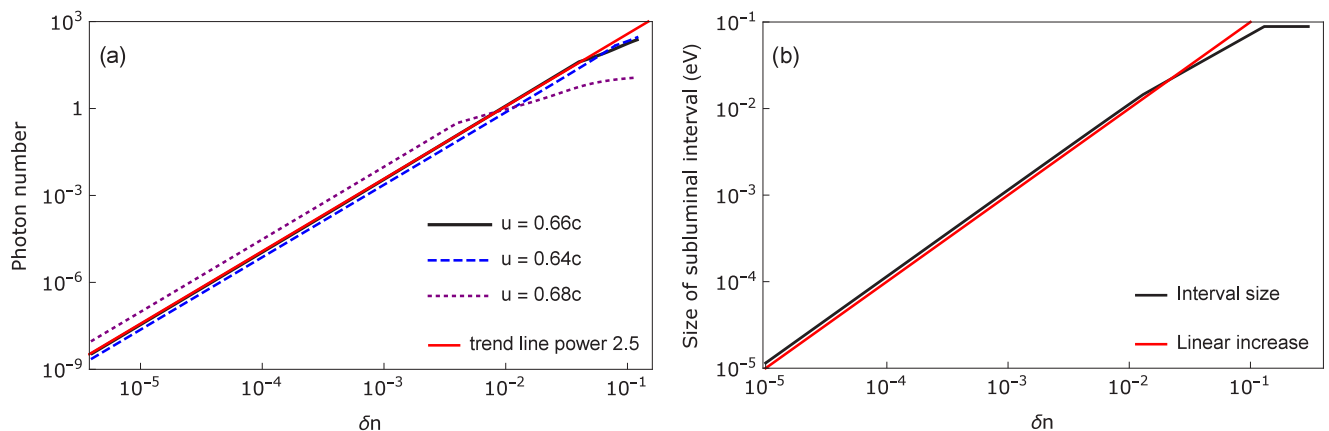 (a)
Photon number
10³
1
10⁻³
10⁻⁶
10⁻⁹
u = 0.66c
u = 0.64c
u = 0.68c
trend line power 2.5
10⁻⁵
10⁻⁴
10⁻³
10⁻²
10⁻¹
δn
(b)
Size of subluminal interval (eV)
10⁻¹
10⁻²
10⁻³
10⁻⁴
10⁻⁵
Interval size
Linear increase
10⁻⁵
10⁻⁴
10⁻³
10⁻²
10⁻¹
δn